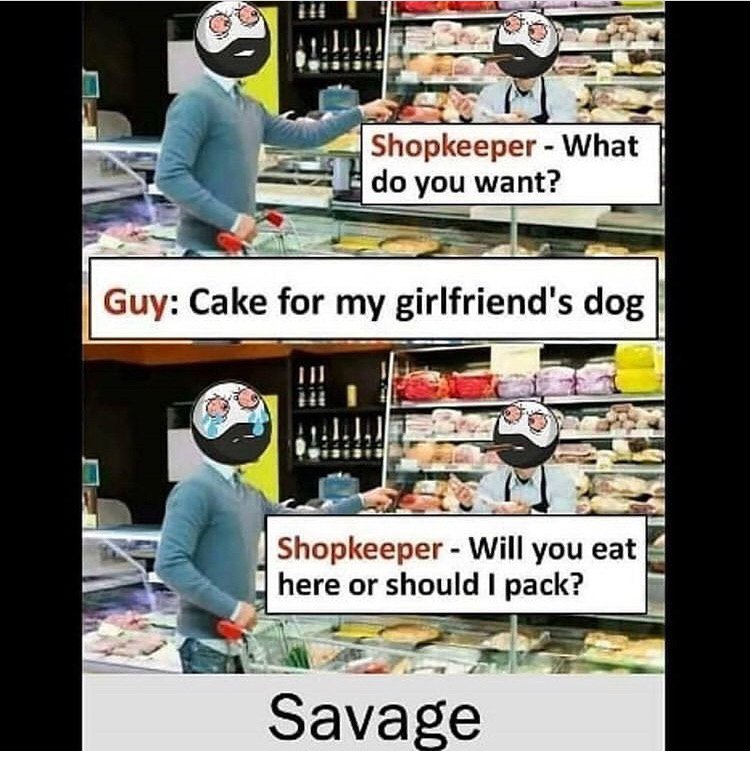 Shopkeeper - What
do you want?
Guy: Cake for my girlfriend's dog
Shopkeeper - Will you eat
here or should I pack?
Savage